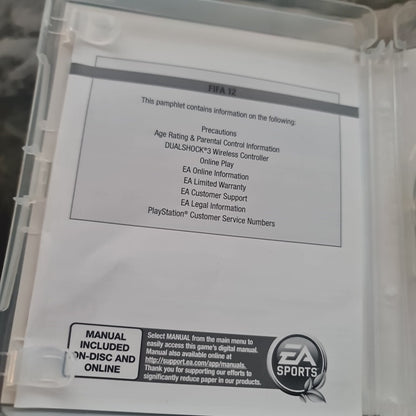 FIFA 12
This pamphlet contains information on the following:
Precautions
Age Rating & Parental Control Information
DUALSHOCK®3 Wireless Controller
Online Play
EA Online Information
EA Limited Warranty
EA Customer Support
EA Legal Information
PlayStation® Customer Service Numbers
MANUAL
INCLUDED
ON-DISC AND
ONLINE
Select MANUAL from the main menu to
easily access this game's digital manual.
Manual also available online at
http://support.ea.com/app/manuals.
Thank you for supporting our efforts to
significantly reduce paper in our products.
EA
SPORTS